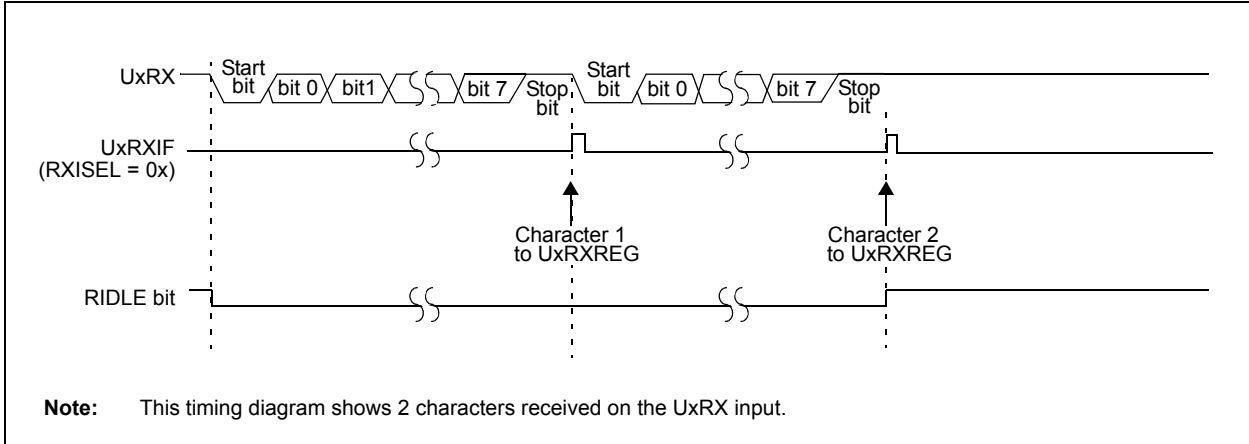 UxRX
Start
bit
bit 0
bit1
bit 7
Stop
bit
Start
bit
bit 0
bit 7
Stop
bit
UxRXIF
(RXISEL = 0x)
Character 1
to UxRXREG
Character 2
to UxRXREG
RIDLE bit
Note: This timing diagram shows 2 characters received on the UxRX input.